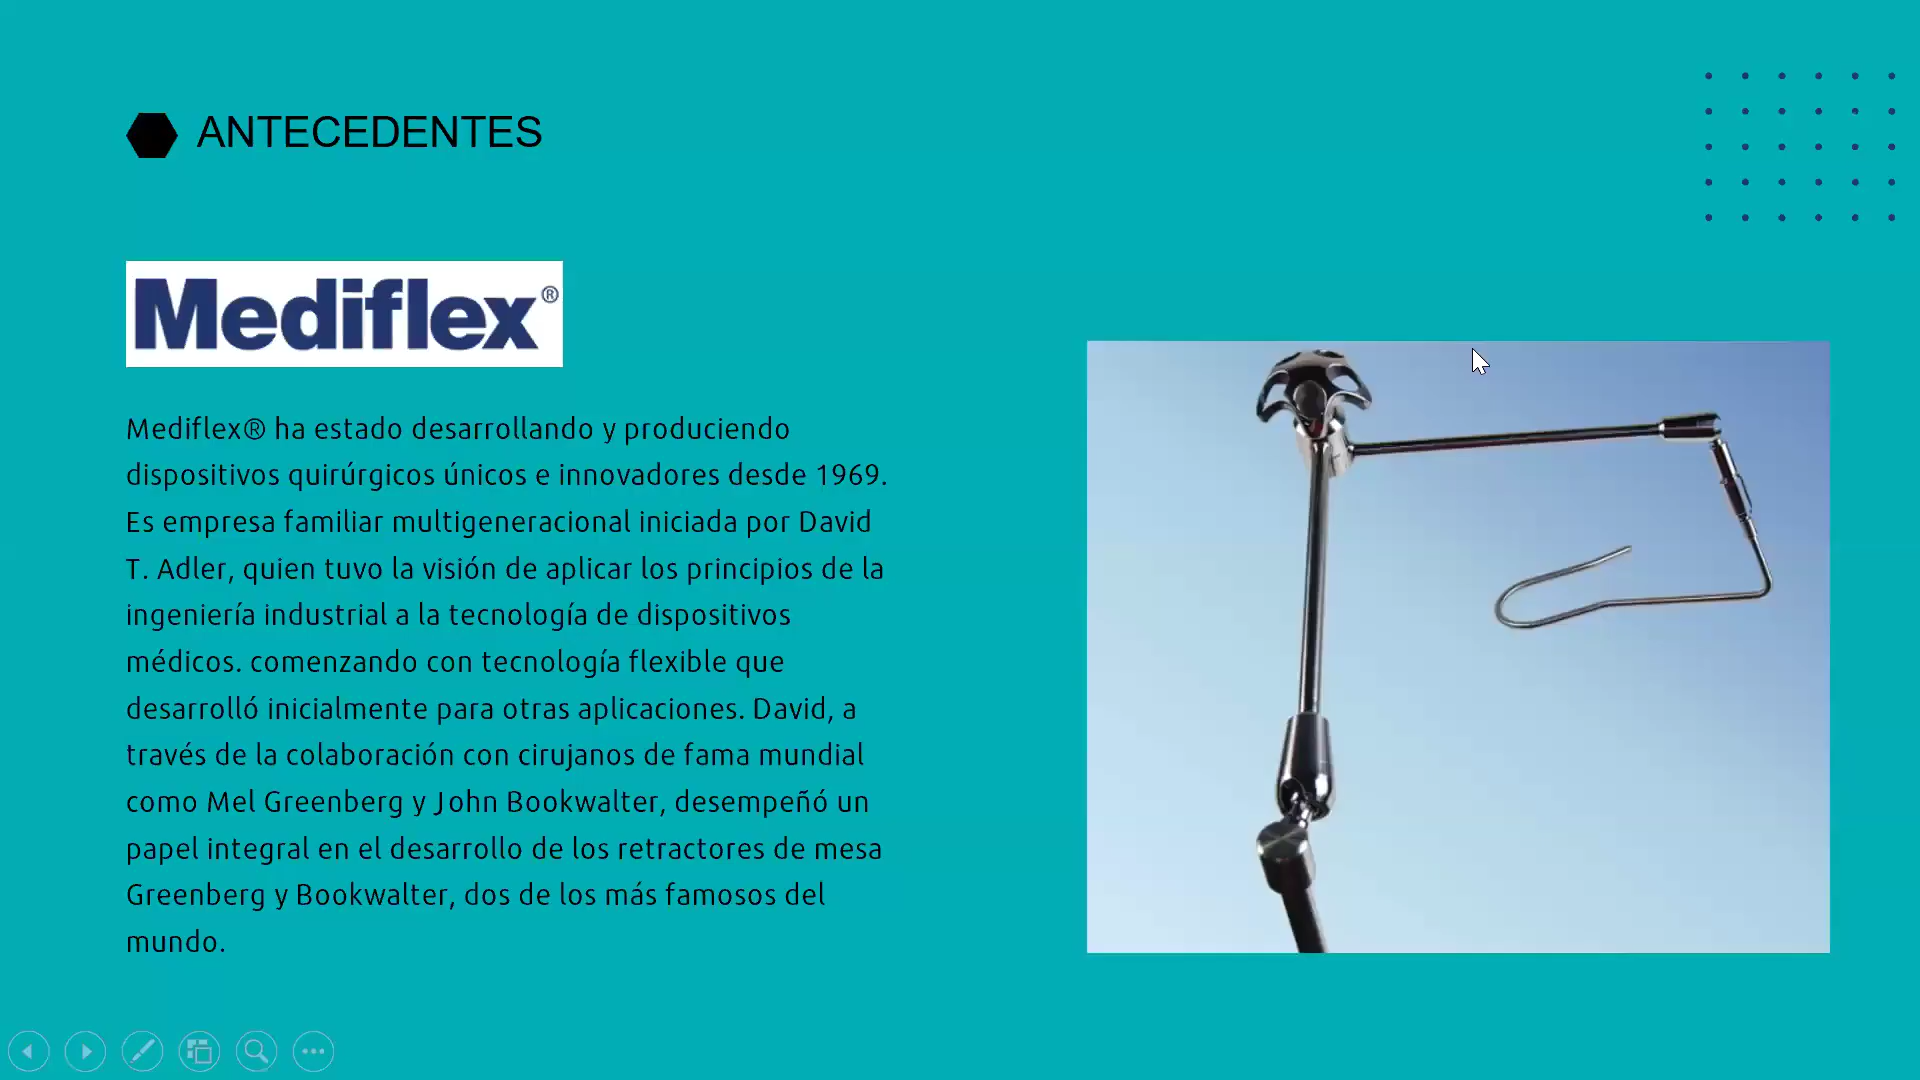 ANTECEDENTES
Mediflex®
Mediflex® ha estado desarrollando y produciendo
dispositivos quirúrgicos únicos e innovadores desde 1969.
Es empresa familiar multigeneracional iniciada por David
T. Adler, quien tuvo la visión de aplicar los principios de la
ingeniería industrial a la tecnología de dispositivos
médicos. comenzando con tecnología flexible que
desarrolló inicialmente para otras aplicaciones. David, a
través de la colaboración con cirujanos de fama mundial
como Mel Greenberg y John Bookwalter, desempeñó un
papel integral en el desarrollo de los retractores de mesa
Greenberg y Bookwalter, dos de los más famosos del
mundo.